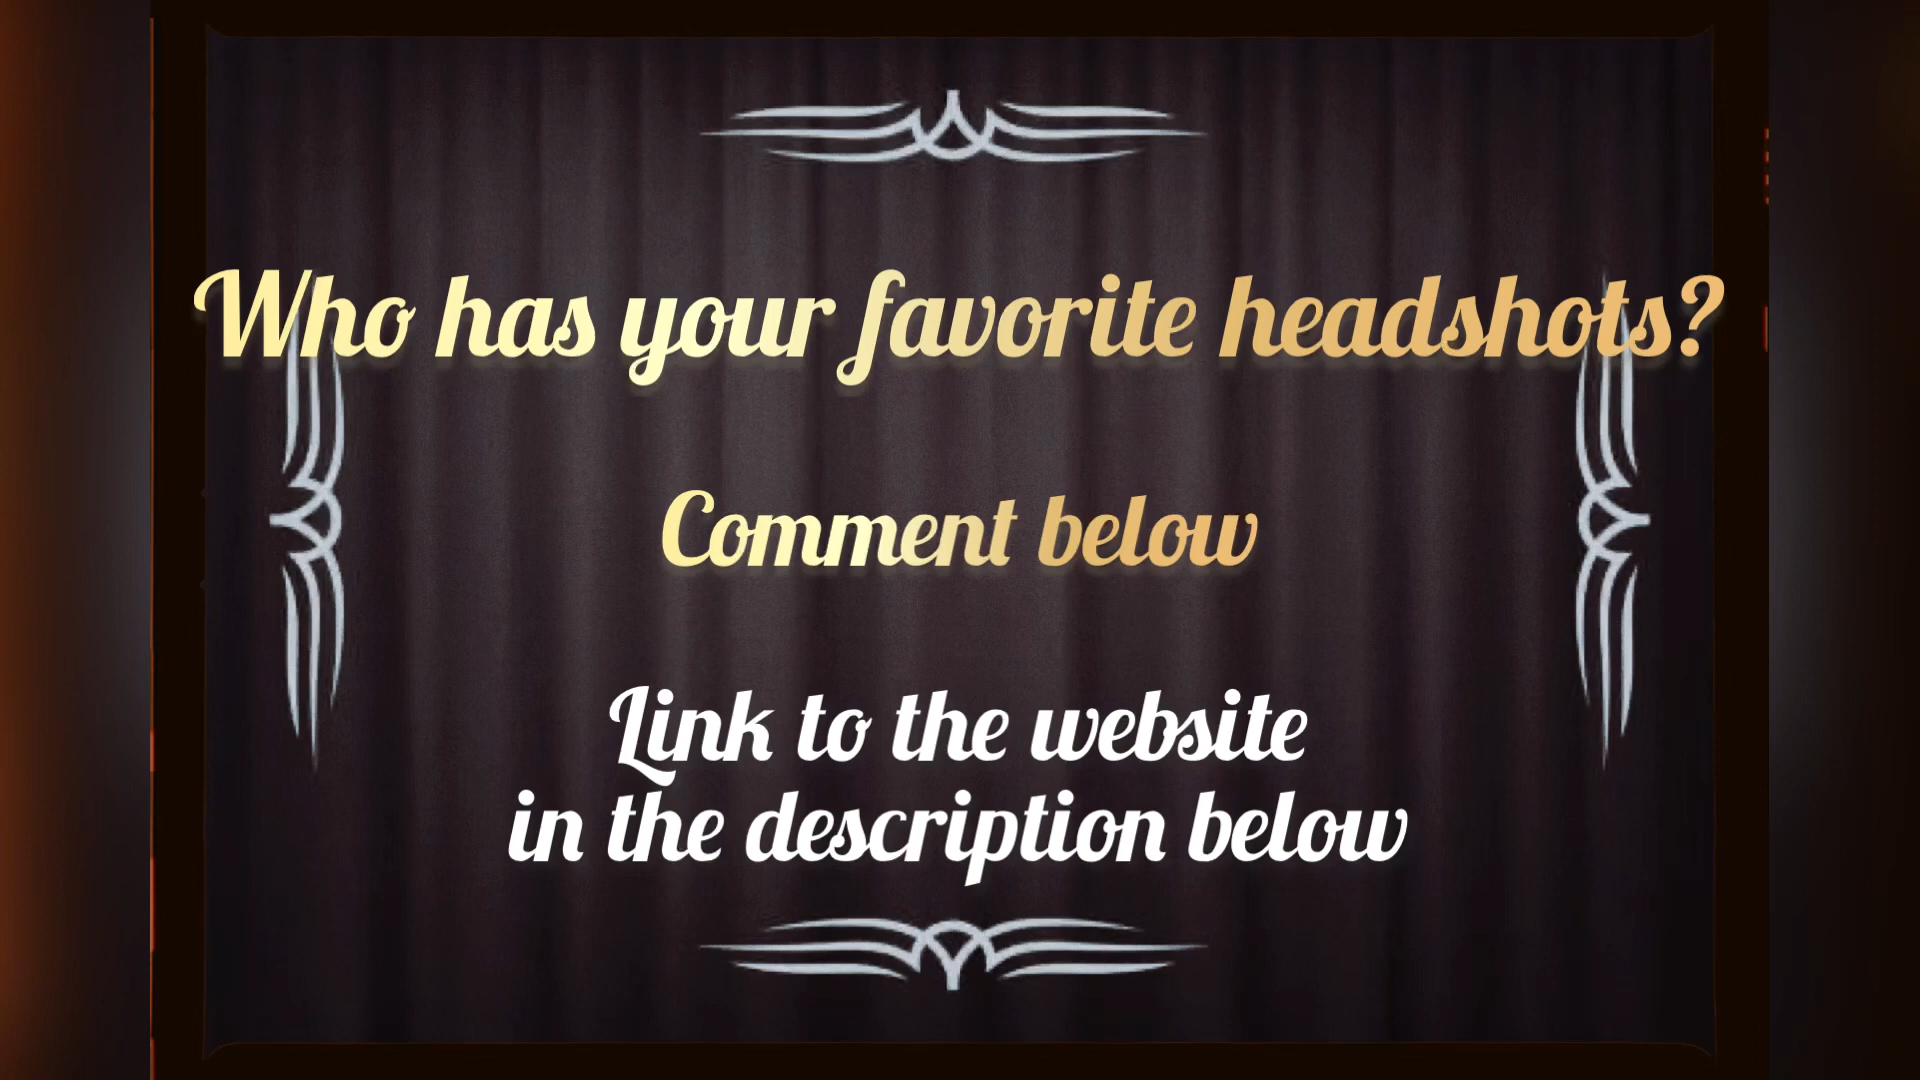 Who has your favorite headshots?
Comment below
Link to the website
in the description below